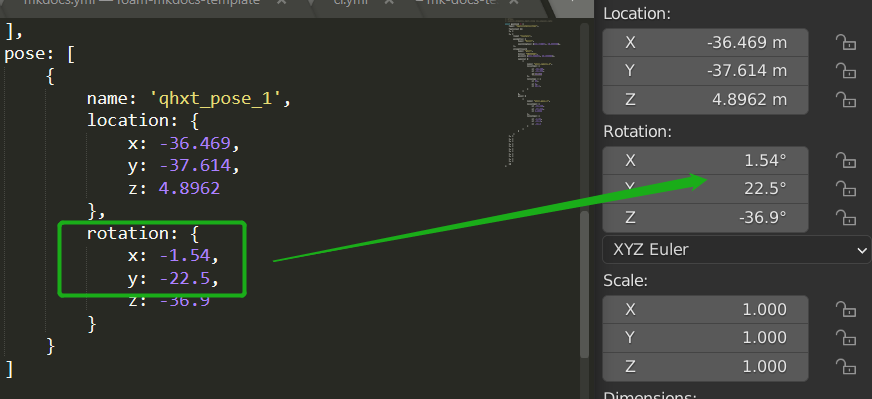 mkdocs.yml — foam-mkdocs-template
ci.yml
— mk-docs-te
],
pose: [
{
name: 'qhxt_pose_1',
location: {
x: -36.469,
y: -37.614,
z: 4.8962
},
rotation: {
x: -1.54,
y: -22.5,
z: -36.9
}
}
]
Location:
X -36.469 m
Y -37.614 m
Z 4.8962 m
Rotation:
X 1.54°
Y 22.5°
Z -36.9°
XYZ Euler
Scale:
X 1.000
Y 1.000
Z 1.000
Dimensions: